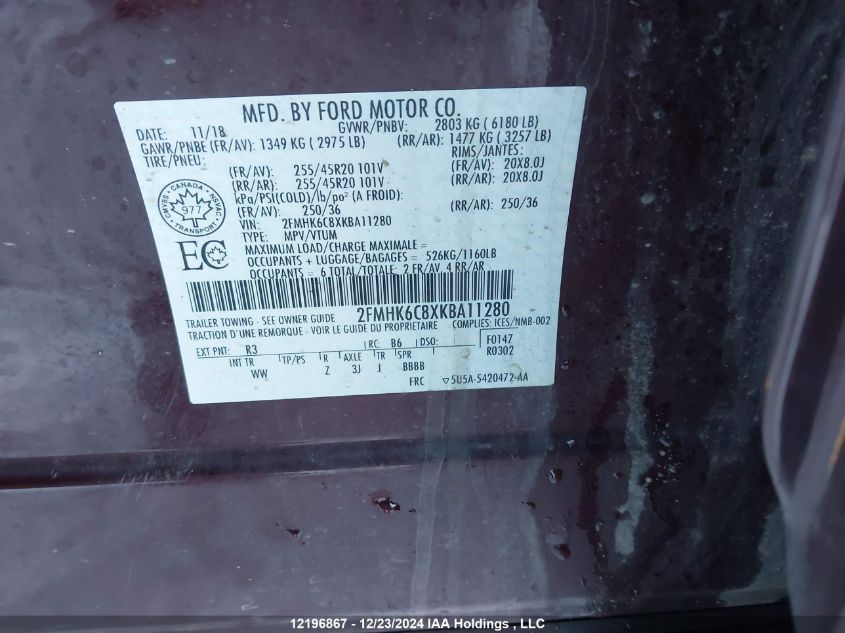 MFD. BY FORD MOTOR CO.
DATE: 11/18 GVWR/PNBV: 2803 KG ( 6180 LB)
GAWR/PNBE (FR/AV): 1349 KG ( 2975 LB) (RR/AR): 1477 KG ( 3257 LB)
TIRE/PNEU: RIMS/JANTES:
(FR/AV): 255/45R20 101V (FR/AV): 20X8.0J
(RR/AR): 255/45R20 101V (RR/AR): 20X8.0J
kPa/PSI(COLD)/lb/po² (A FROID):
(FR/AV): 250/36 (RR/AR): 250/36
VIN: 2FMHK6C8XKBA11280
TYPE: MPV/VTUM
MAXIMUM LOAD/CHARGE MAXIMALE =
OCCUPANTS + LUGGAGE/BAGAGES = 526KG/1160LB
OCCUPANTS = 6 TOTAL/TOTALE: 2 FR/AV, 4 RR/AR
CANADA
CMVSS NSVAC
977
TRANSPORT
EC
2FMHK6C8XKBA11280
TRAILER TOWING - SEE OWNER GUIDE
TRACTION D'UNE REMORQUE - VOIR LE GUIDE DU PROPRIETAIRE COMPLIES: ICES/NMB-002
EXT PNT: R3 RC: B6 DSO: F0147
INT TR TP/PS R AXLE TR SPR R0302
WW Z 3J J BBBB
FRC ▽5U5A-5420472-AA
12196867 - 12/23/2024 IAA Holdings , LLC